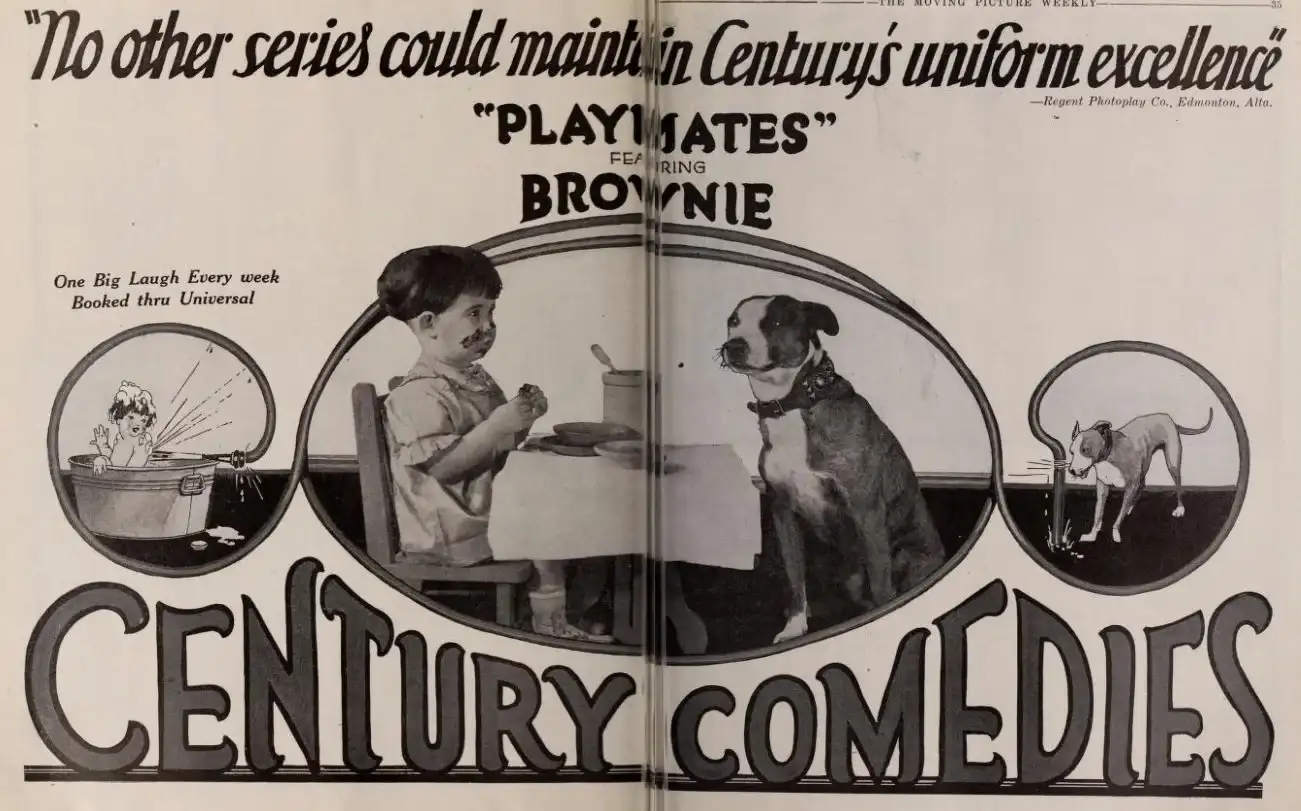 THE MOVING PICTURE WEEKLY
35
"No other series could maintain Century's uniform excellence"
—Regent Photoplay Co., Edmonton, Alta.
"PLAYMATES"
FEATURING
BROWNIE
One Big Laugh Every week
Booked thru Universal
CENTURY COMEDIES